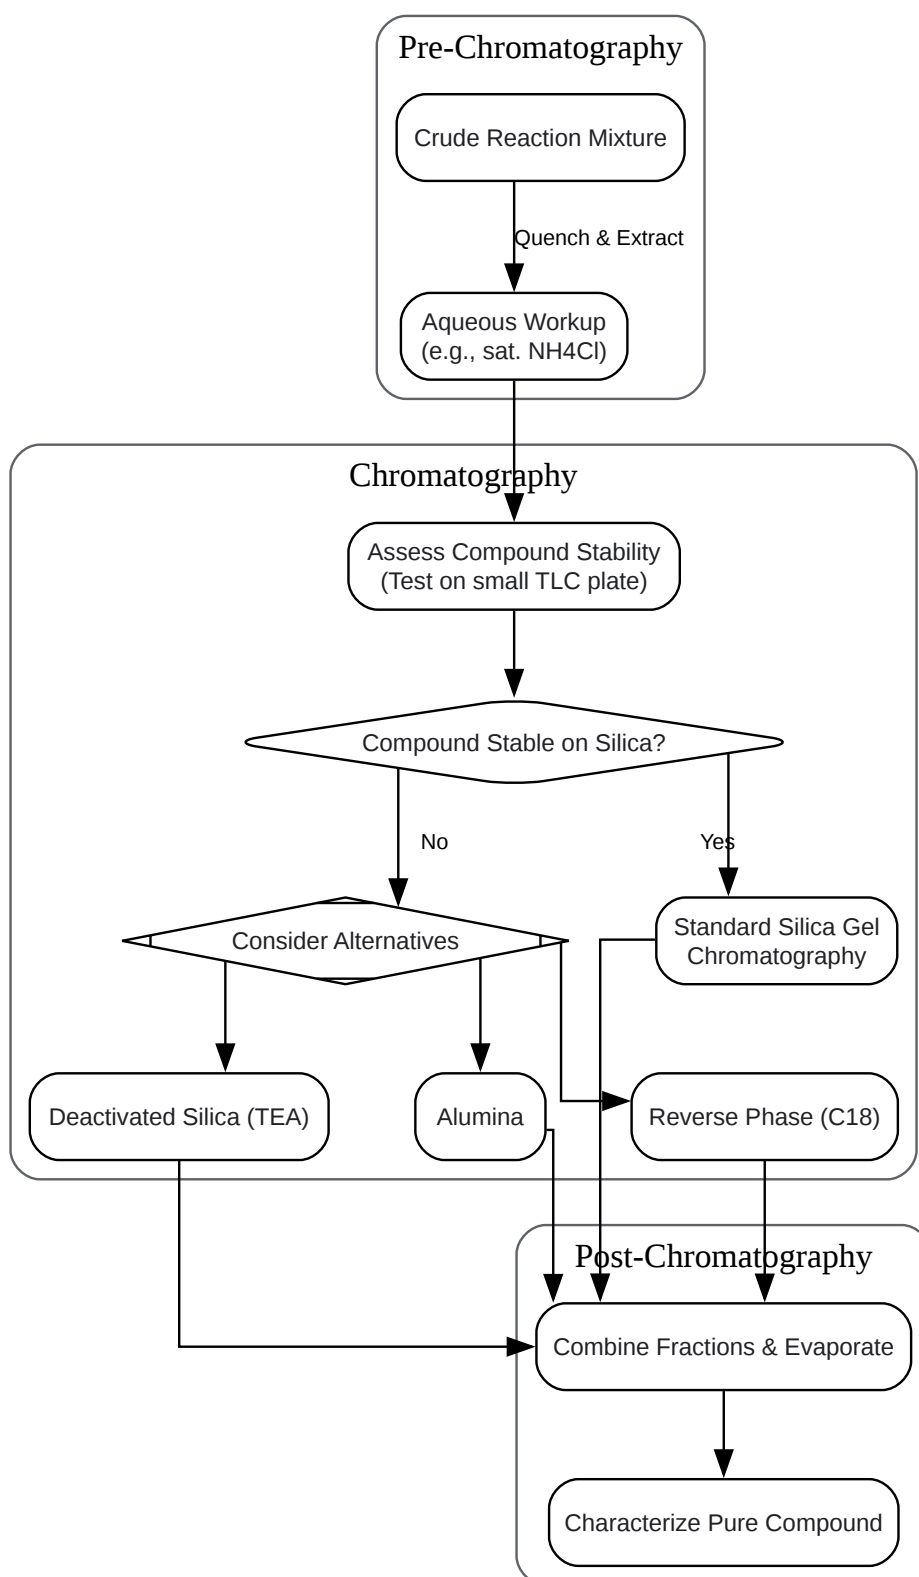 Pre-Chromatography
Crude Reaction Mixture
Quench & Extract
Aqueous Workup
(e.g., sat. NH4Cl)
Chromatography
Assess Compound Stability
(Test on small TLC plate)
Compound Stable on Silica?
No
Yes
Consider Alternatives
Standard Silica Gel
Chromatography
Deactivated Silica (TEA)
Alumina
Reverse Phase (C18)
Post-Chromatography
Combine Fractions & Evaporate
Characterize Pure Compound